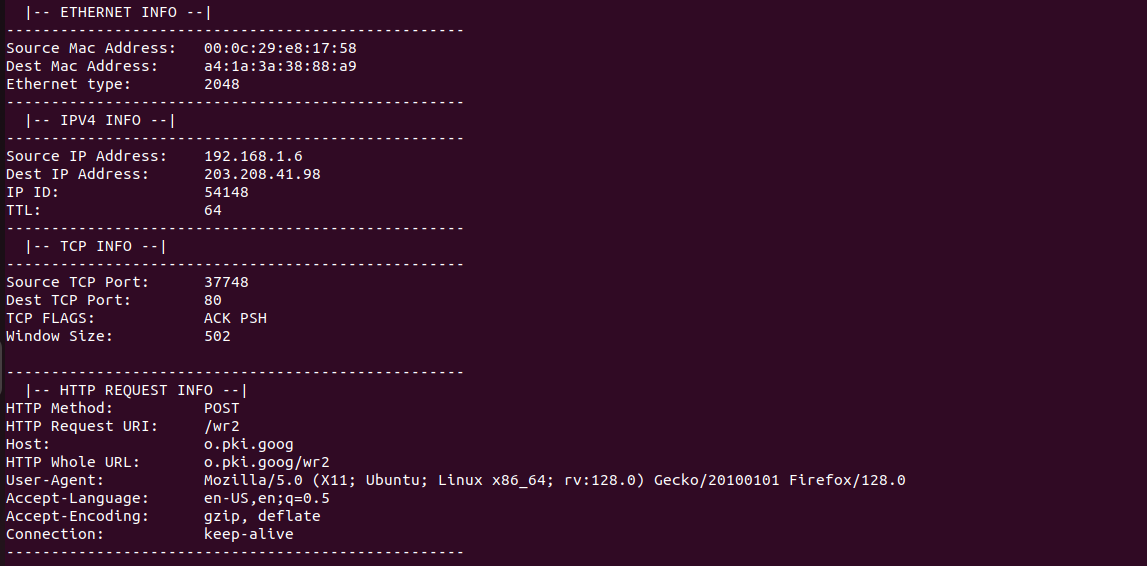 |-- ETHERNET INFO --|
---------------------------------------------------
Source Mac Address:   00:0c:29:e8:17:58
Dest Mac Address:     a4:1a:3a:38:88:a9
Ethernet type:        2048
---------------------------------------------------
  |-- IPV4 INFO --|
---------------------------------------------------
Source IP Address:    192.168.1.6
Dest IP Address:      203.208.41.98
IP ID:                54148
TTL:                  64
---------------------------------------------------
  |-- TCP INFO --|
---------------------------------------------------
Source TCP Port:      37748
Dest TCP Port:        80
TCP FLAGS:            ACK PSH
Window Size:          502
---------------------------------------------------
  |-- HTTP REQUEST INFO --|
HTTP Method:          POST
HTTP Request URI:     /wr2
Host:                 o.pki.goog
HTTP Whole URL:       o.pki.goog/wr2
User-Agent:           Mozilla/5.0 (X11; Ubuntu; Linux x86_64; rv:128.0) Gecko/20100101 Firefox/128.0
Accept-Language:      en-US,en;q=0.5
Accept-Encoding:      gzip, deflate
Connection:           keep-alive
---------------------------------------------------